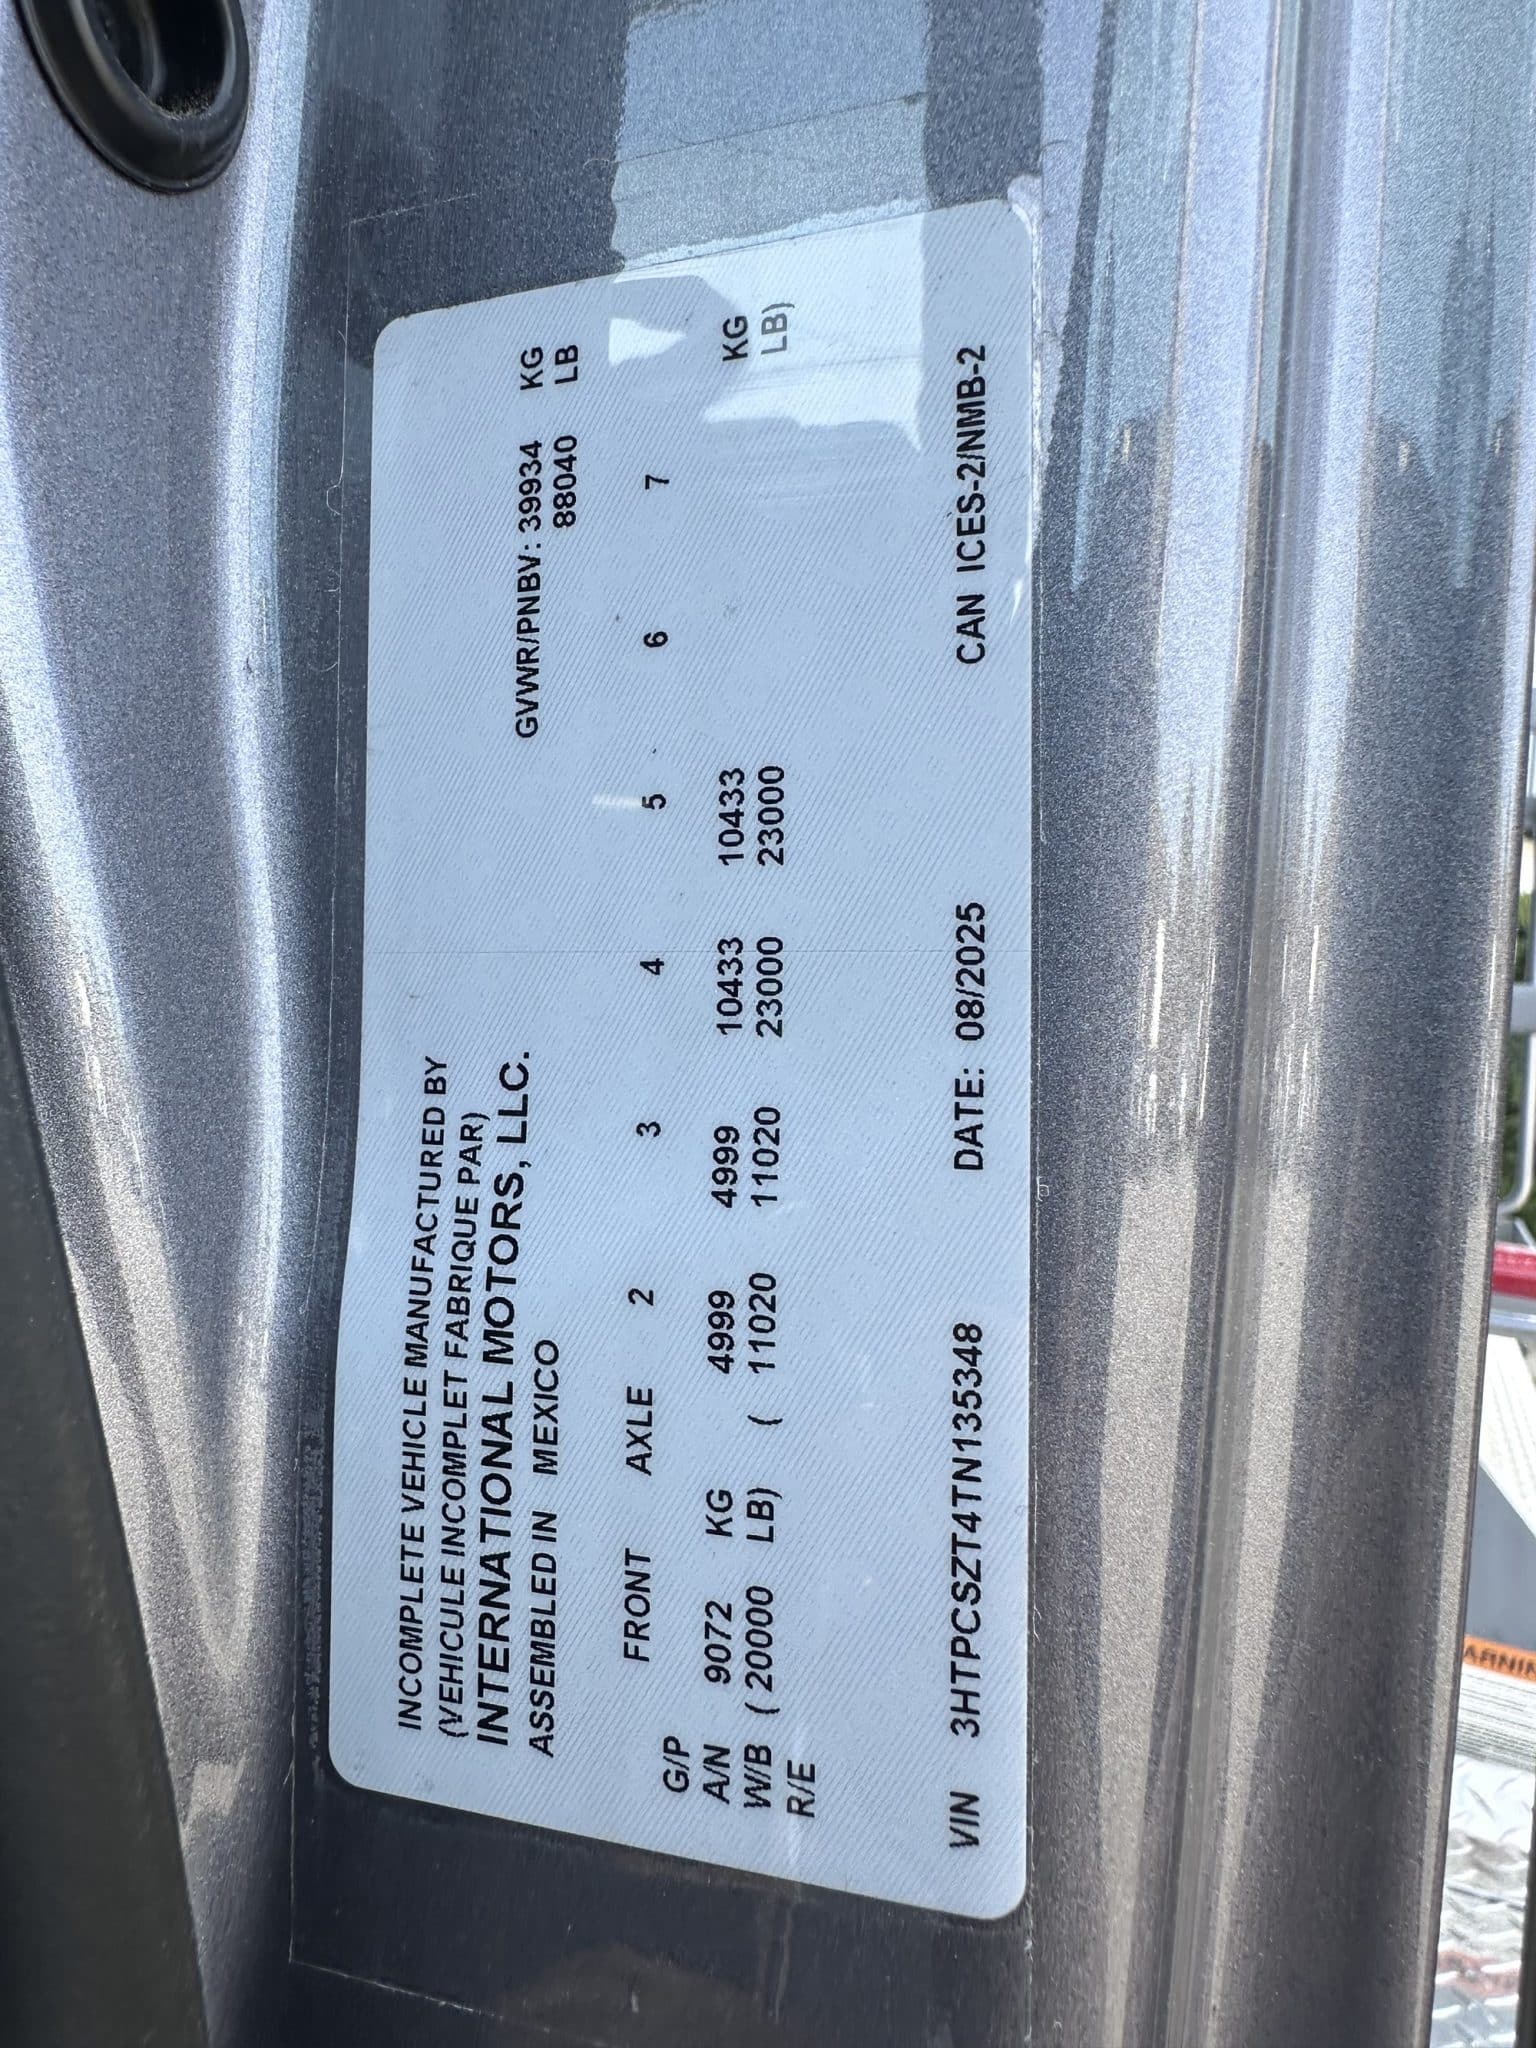 INCOMPLETE VEHICLE MANUFACTURED BY
(VEHICULE INCOMPLET FABRIQUE PAR)
INTERNATIONAL MOTORS, LLC.
ASSEMBLED IN MEXICO
GVWR/PNBV: 39934 KG
88040 LB
FRONT AXLE 2 3 4 5 6 7
G/P
A/N 9072 KG 4999 4999 10433 10433 KG
W/B ( 20000 LB) ( 11020 11020 23000 23000 LB)
R/E
VIN 3HTPCSZT4TN135348 DATE: 08/2025 CAN ICES-2/NMB-2